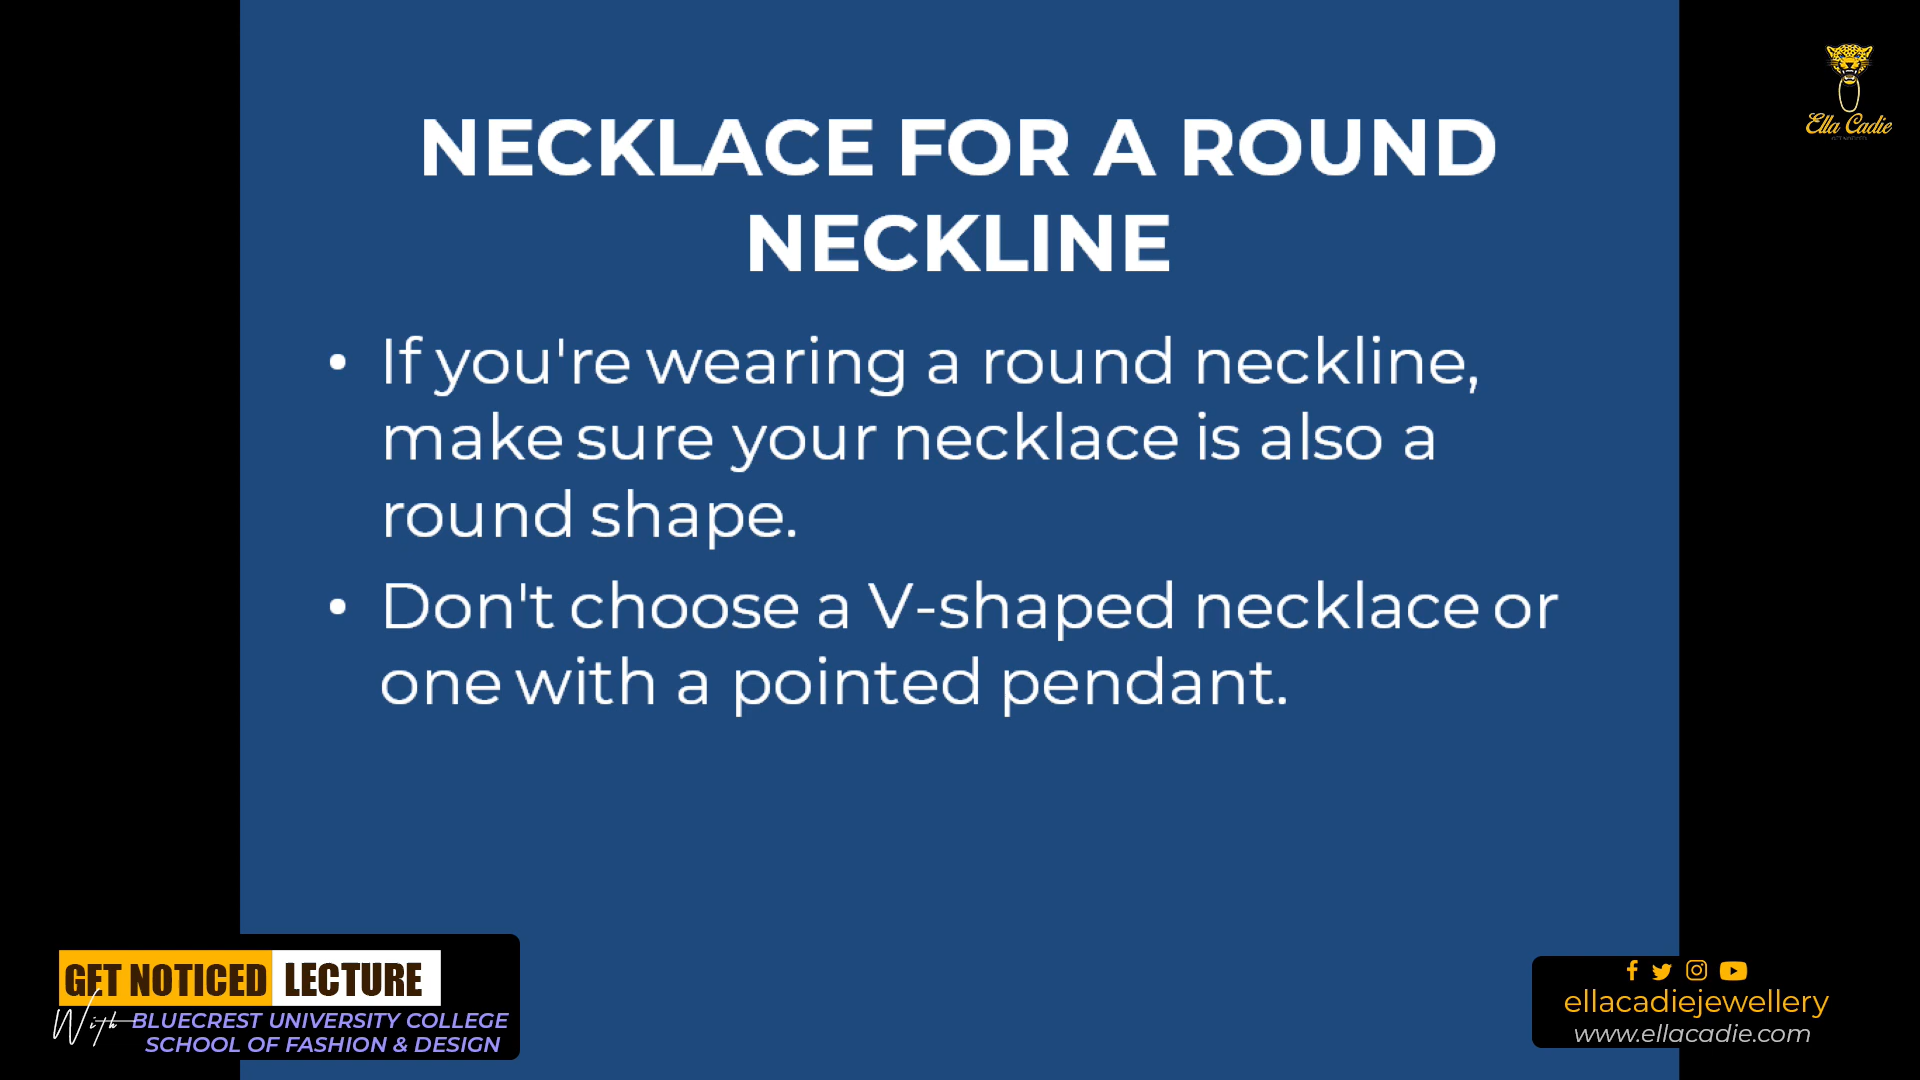 NECKLACE FOR A ROUND
NECKLINE
• If you're wearing a round neckline,
make sure your necklace is also a
round shape.
• Don't choose a V-shaped necklace or
one with a pointed pendant.
Ella Cadie
GET NOTICED LECTURE
With BLUECREST UNIVERSITY COLLEGE
SCHOOL OF FASHION & DESIGN
ellacadiejewellery
www.ellacadie.com